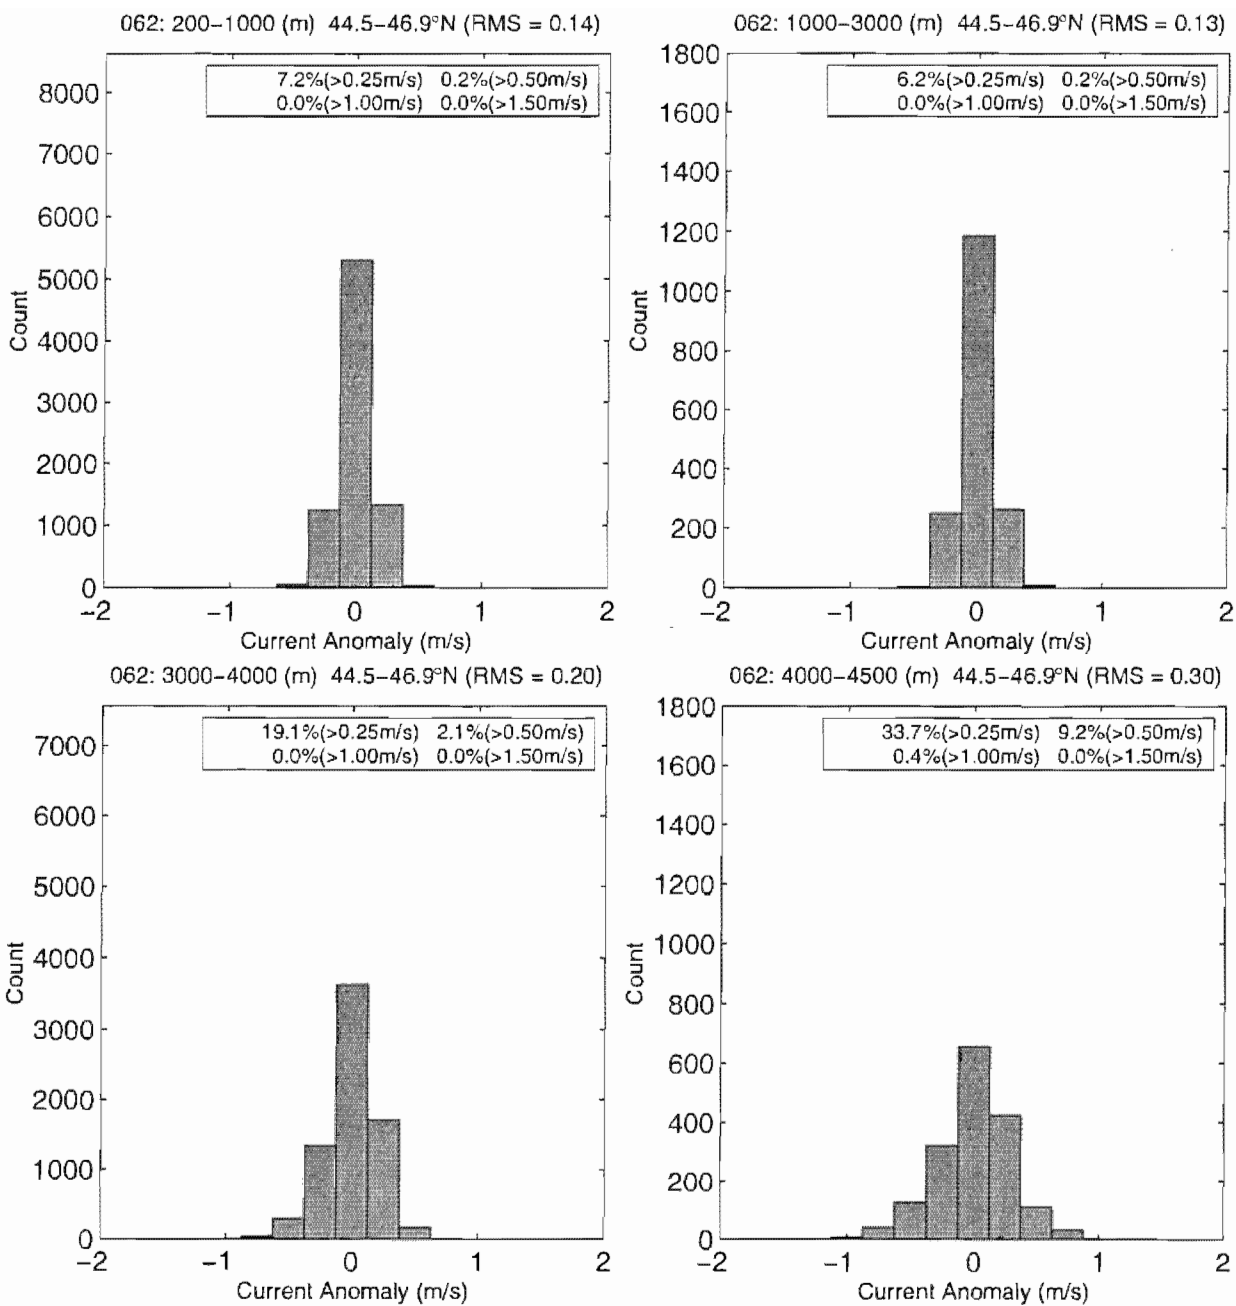 062: 200−1000 (m) 44.5−46.9°N (RMS = 0.14)
7.2%(>0.25m/s) 0.2%(>0.50m/s)
0.0%(>1.00m/s) 0.0%(>1.50m/s)
8000
7000
6000
5000
4000
3000
2000
1000
0
Count
−2 −1 0 1 2
Current Anomaly (m/s)
062: 1000−3000 (m) 44.5−46.9°N (RMS = 0.13)
6.2%(>0.25m/s) 0.2%(>0.50m/s)
0.0%(>1.00m/s) 0.0%(>1.50m/s)
1800
1600
1400
1200
1000
800
600
400
200
0
Count
−2 −1 0 1 2
Current Anomaly (m/s)
062: 3000−4000 (m) 44.5−46.9°N (RMS = 0.20)
19.1%(>0.25m/s) 2.1%(>0.50m/s)
0.0%(>1.00m/s) 0.0%(>1.50m/s)
7000
6000
5000
4000
3000
2000
1000
0
Count
−2 −1 0 1 2
Current Anomaly (m/s)
062: 4000−4500 (m) 44.5−46.9°N (RMS = 0.30)
33.7%(>0.25m/s) 9.2%(>0.50m/s)
0.4%(>1.00m/s) 0.0%(>1.50m/s)
1800
1600
1400
1200
1000
800
600
400
200
0
Count
−2 −1 0 1 2
Current Anomaly (m/s)